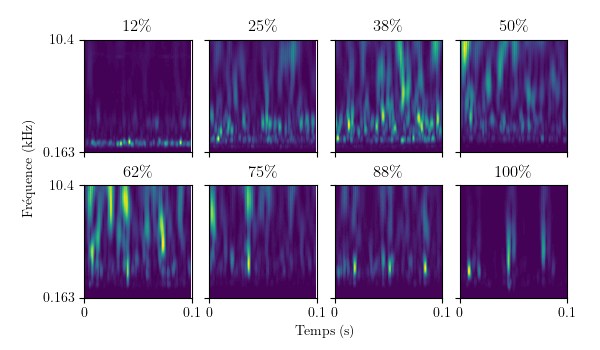 12% 25% 38% 50%
10.4
0.163
Fréquence (kHz)
62% 75% 88% 100%
10.4
0.163
0 0.1 0 0.1 0 0.1 0 0.1
Temps (s)